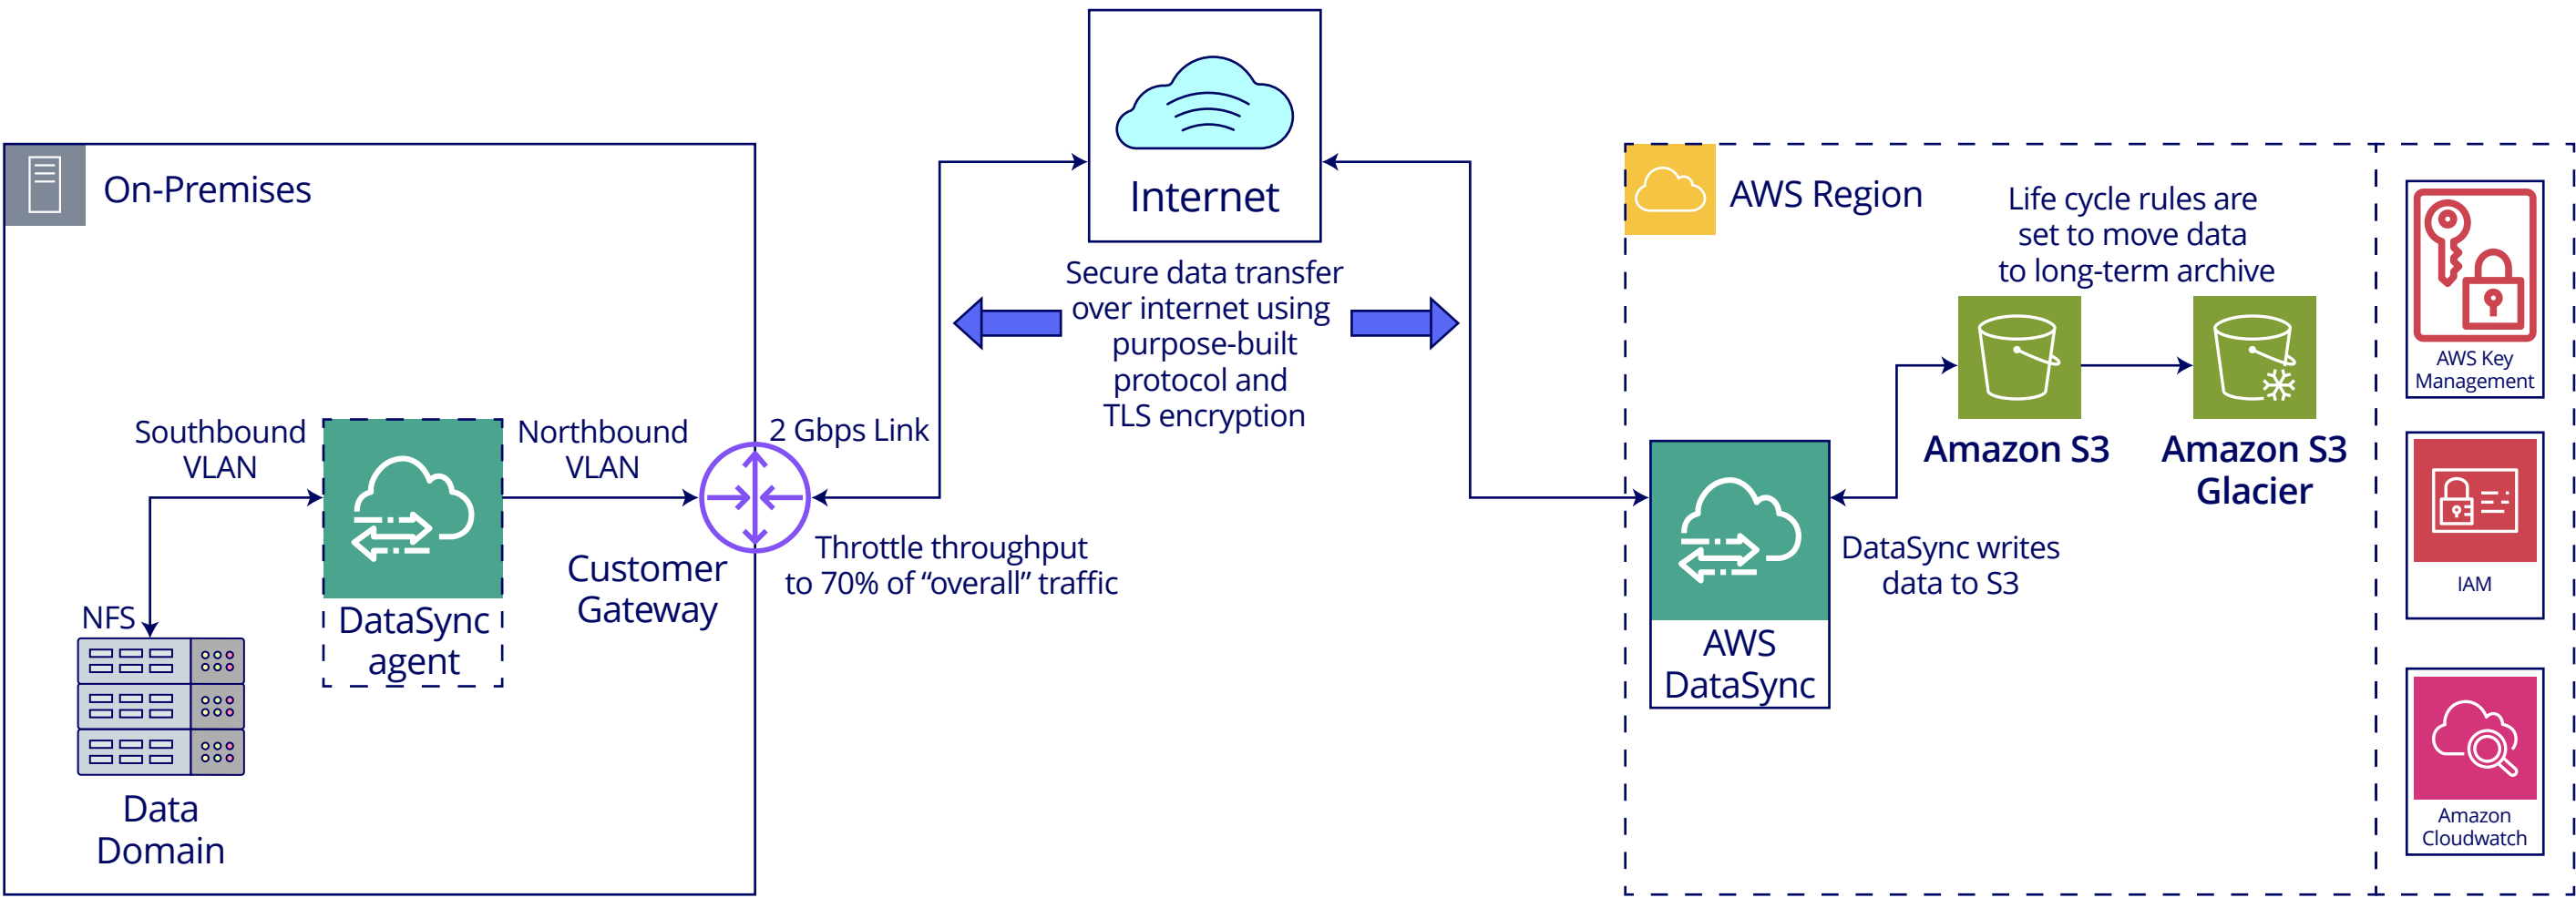 On-Premises
Southbound
VLAN
NFS
Data
Domain
DataSync
agent
Northbound
VLAN
Customer
Gateway
2 Gbps Link
Throttle throughput
to 70% of “overall” traffic
Internet
Secure data transfer
over internet using
purpose-built
protocol and
TLS encryption
AWS Region
AWS
DataSync
DataSync writes
data to S3
Life cycle rules are
set to move data
to long-term archive
Amazon S3
Amazon S3
Glacier
AWS Key
Management
IAM
Amazon
Cloudwatch